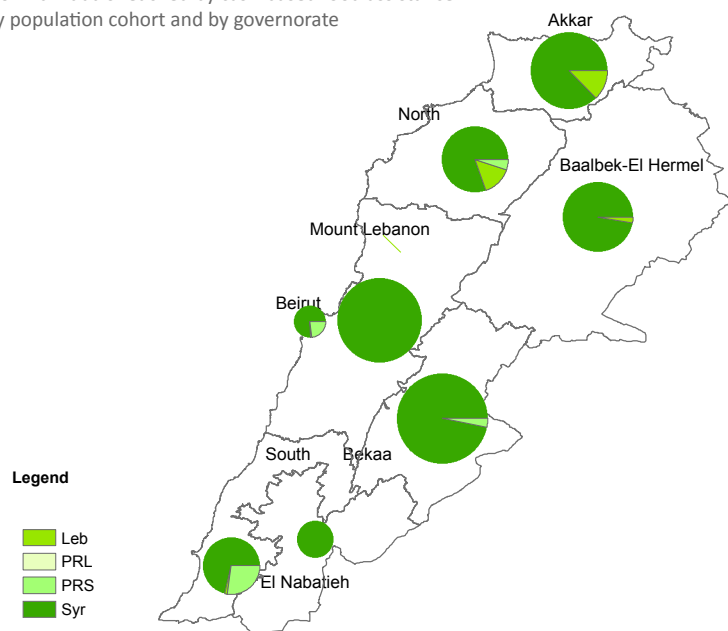 y population cohort and by governorate
Akkar
North
Baalbek-El Hermel
Mount Lebanon
Beirut
South
Bekaa
El Nabatieh
Legend
Leb
PRL
PRS
Syr